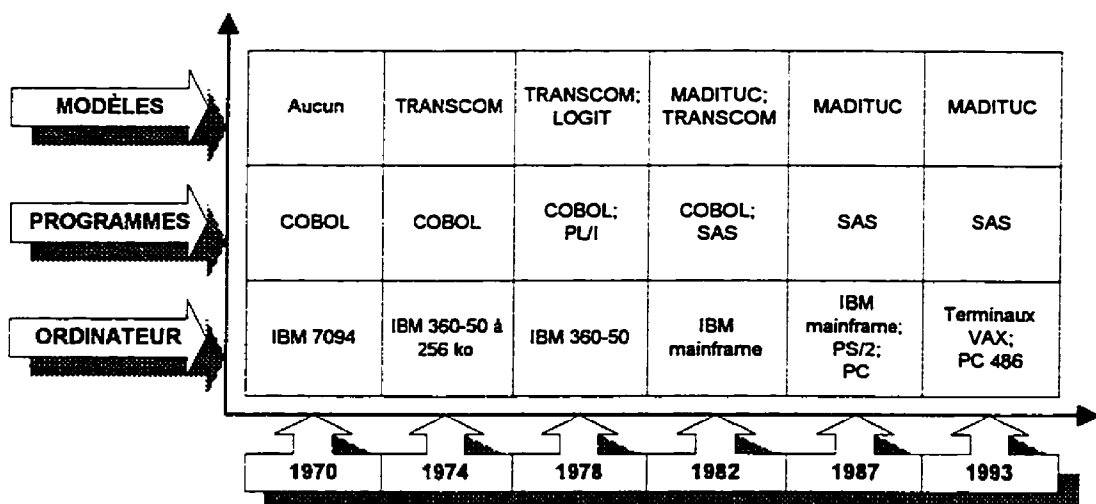 MODÈLES
Aucun
TRANSCOM
TRANSCOM;
LOGIT
MADITUC;
TRANSCOM
MADITUC
MADITUC
PROGRAMMES
COBOL
COBOL
COBOL;
PL/I
COBOL;
SAS
SAS
SAS
ORDINATEUR
IBM 7094
IBM 360-50 à
256 ko
IBM 360-50
IBM
mainframe
IBM
mainframe;
PS/2;
PC
Terminaux
VAX;
PC 486
1970
1974
1978
1982
1987
1993